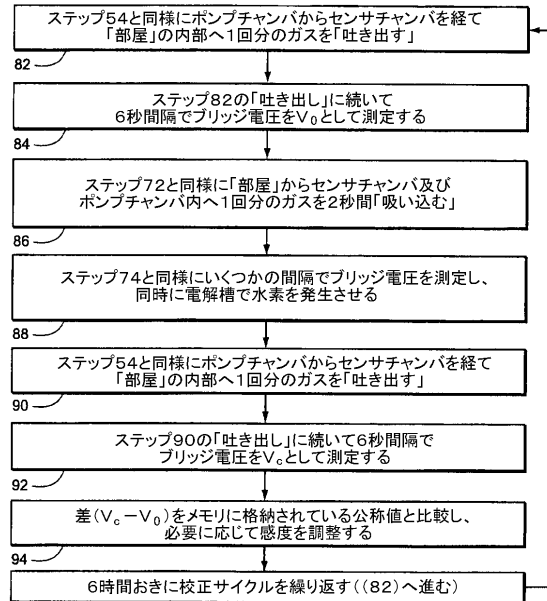 ステップ54と同様にポンプチャンバからセンサチャンバを経て
「部屋」の内部へ1回分のガスを「吐き出す」
82
ステップ82の「吐き出し」に続いて
6秒間隔でブリッジ電圧をV₀として測定する
84
ステップ72と同様に「部屋」からセンサチャンバ及び
ポンプチャンバ内へ1回分のガスを2秒間「吸い込む」
86
ステップ74と同様にいくつかの間隔でブリッジ電圧を測定し、
同時に電解槽で水素を発生させる
88
ステップ54と同様にポンプチャンバからセンサチャンバを経て
「部屋」の内部へ1回分のガスを「吐き出す」
90
ステップ90の「吐き出し」に続いて6秒間隔で
ブリッジ電圧をVcとして測定する
92
差(Vc－V₀)をメモリに格納されている公称値と比較し、
必要に応じて感度を調整する
94
6時間おきに校正サイクルを繰り返す((82)へ進む)